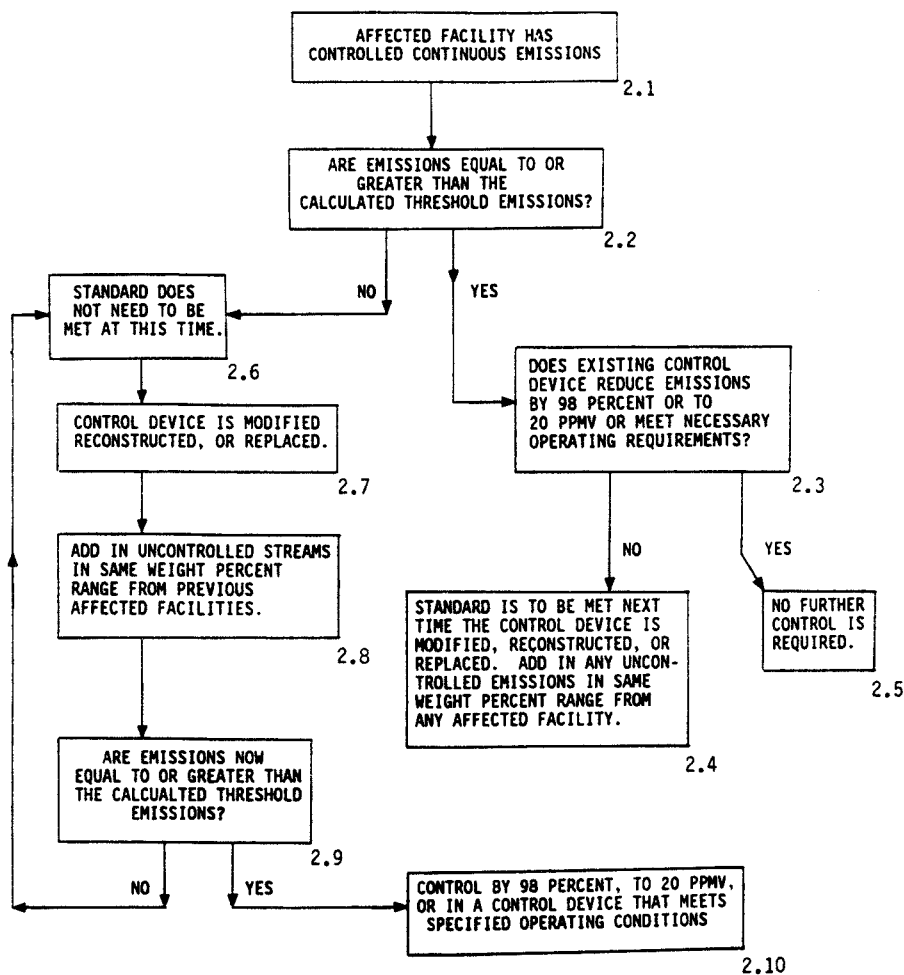 AFFECTED FACILITY HAS
CONTROLLED CONTINUOUS EMISSIONS
2.1
ARE EMISSIONS EQUAL TO OR
GREATER THAN THE
CALCULATED THRESHOLD EMISSIONS?
2.2
NO
YES
STANDARD DOES
NOT NEED TO BE
MET AT THIS TIME.
2.6
DOES EXISTING CONTROL
DEVICE REDUCE EMISSIONS
BY 98 PERCENT OR TO
20 PPMV OR MEET NECESSARY
OPERATING REQUIREMENTS?
2.3
CONTROL DEVICE IS MODIFIED
RECONSTRUCTED, OR REPLACED.
2.7
NO
YES
ADD IN UNCONTROLLED STREAMS
IN SAME WEIGHT PERCENT
RANGE FROM PREVIOUS
AFFECTED FACILITIES.
2.8
STANDARD IS TO BE MET NEXT
TIME THE CONTROL DEVICE IS
MODIFIED, RECONSTRUCTED, OR
REPLACED. ADD IN ANY UNCON-
TROLLED EMISSIONS IN SAME
WEIGHT PERCENT RANGE FROM
ANY AFFECTED FACILITY.
2.4
NO FURTHER
CONTROL IS
REQUIRED.
2.5
ARE EMISSIONS NOW
EQUAL TO OR GREATER THAN
THE CALCUALTED THRESHOLD
EMISSIONS?
2.9
NO
YES
CONTROL BY 98 PERCENT, TO 20 PPMV,
OR IN A CONTROL DEVICE THAT MEETS
SPECIFIED OPERATING CONDITIONS
2.10